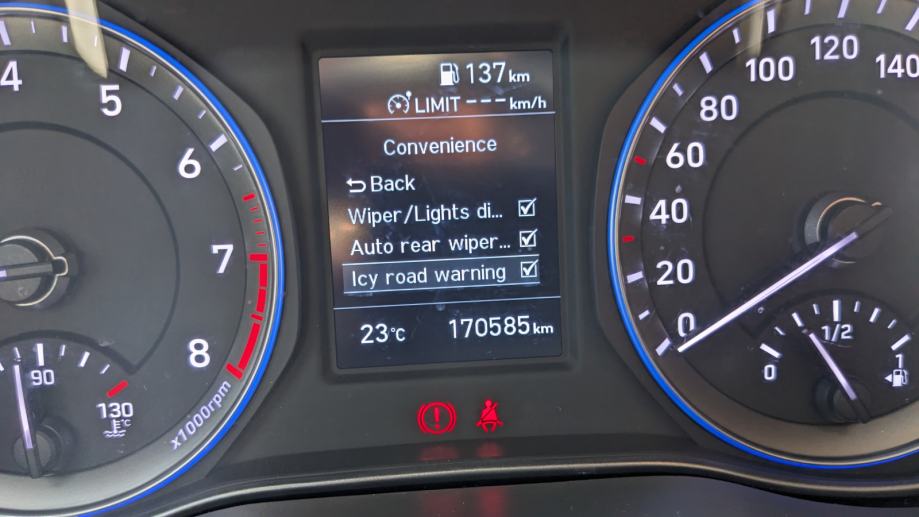 4
5
6
7
8
x1000rpm
90
130
°C
137km
LIMIT---km/h
Convenience
Back
Wiper/Lights di...
Auto rear wiper...
Icy road warning
23°C
170585km
0
20
40
60
80
100
120
140
0
1/2
1